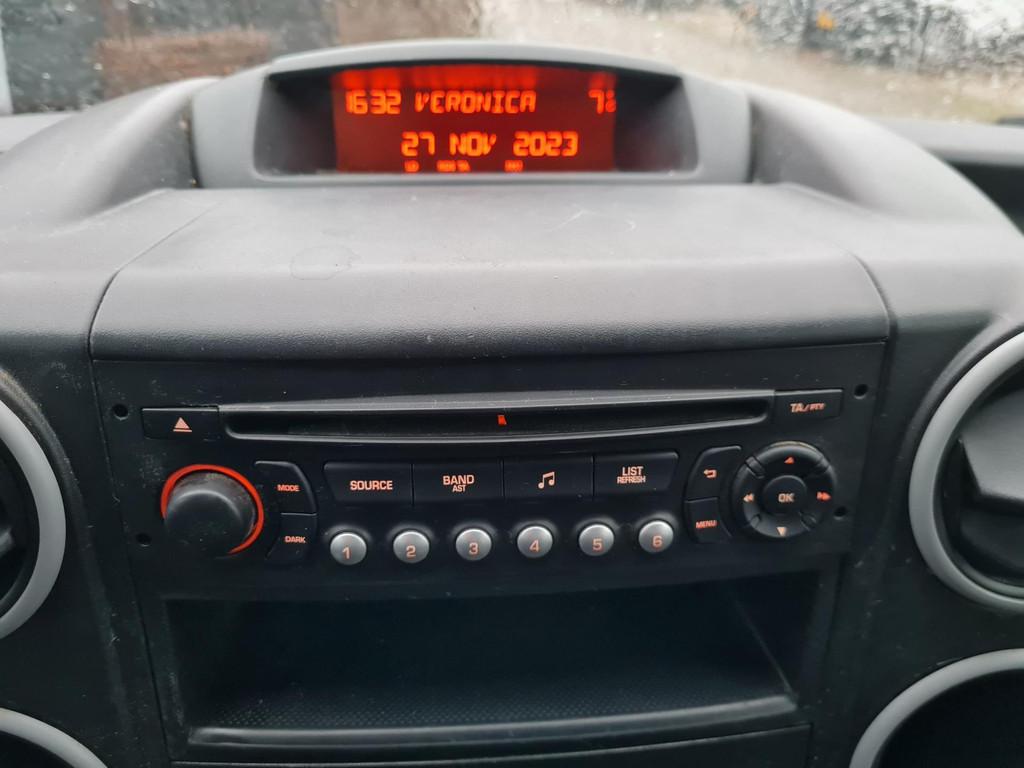 1632 VERONICA 7°
27 NOV 2023
TA/PTY
MODE
SOURCE
BAND
AST
LIST
REFRESH
OK
DARK
MENU
1 2 3 4 5 6